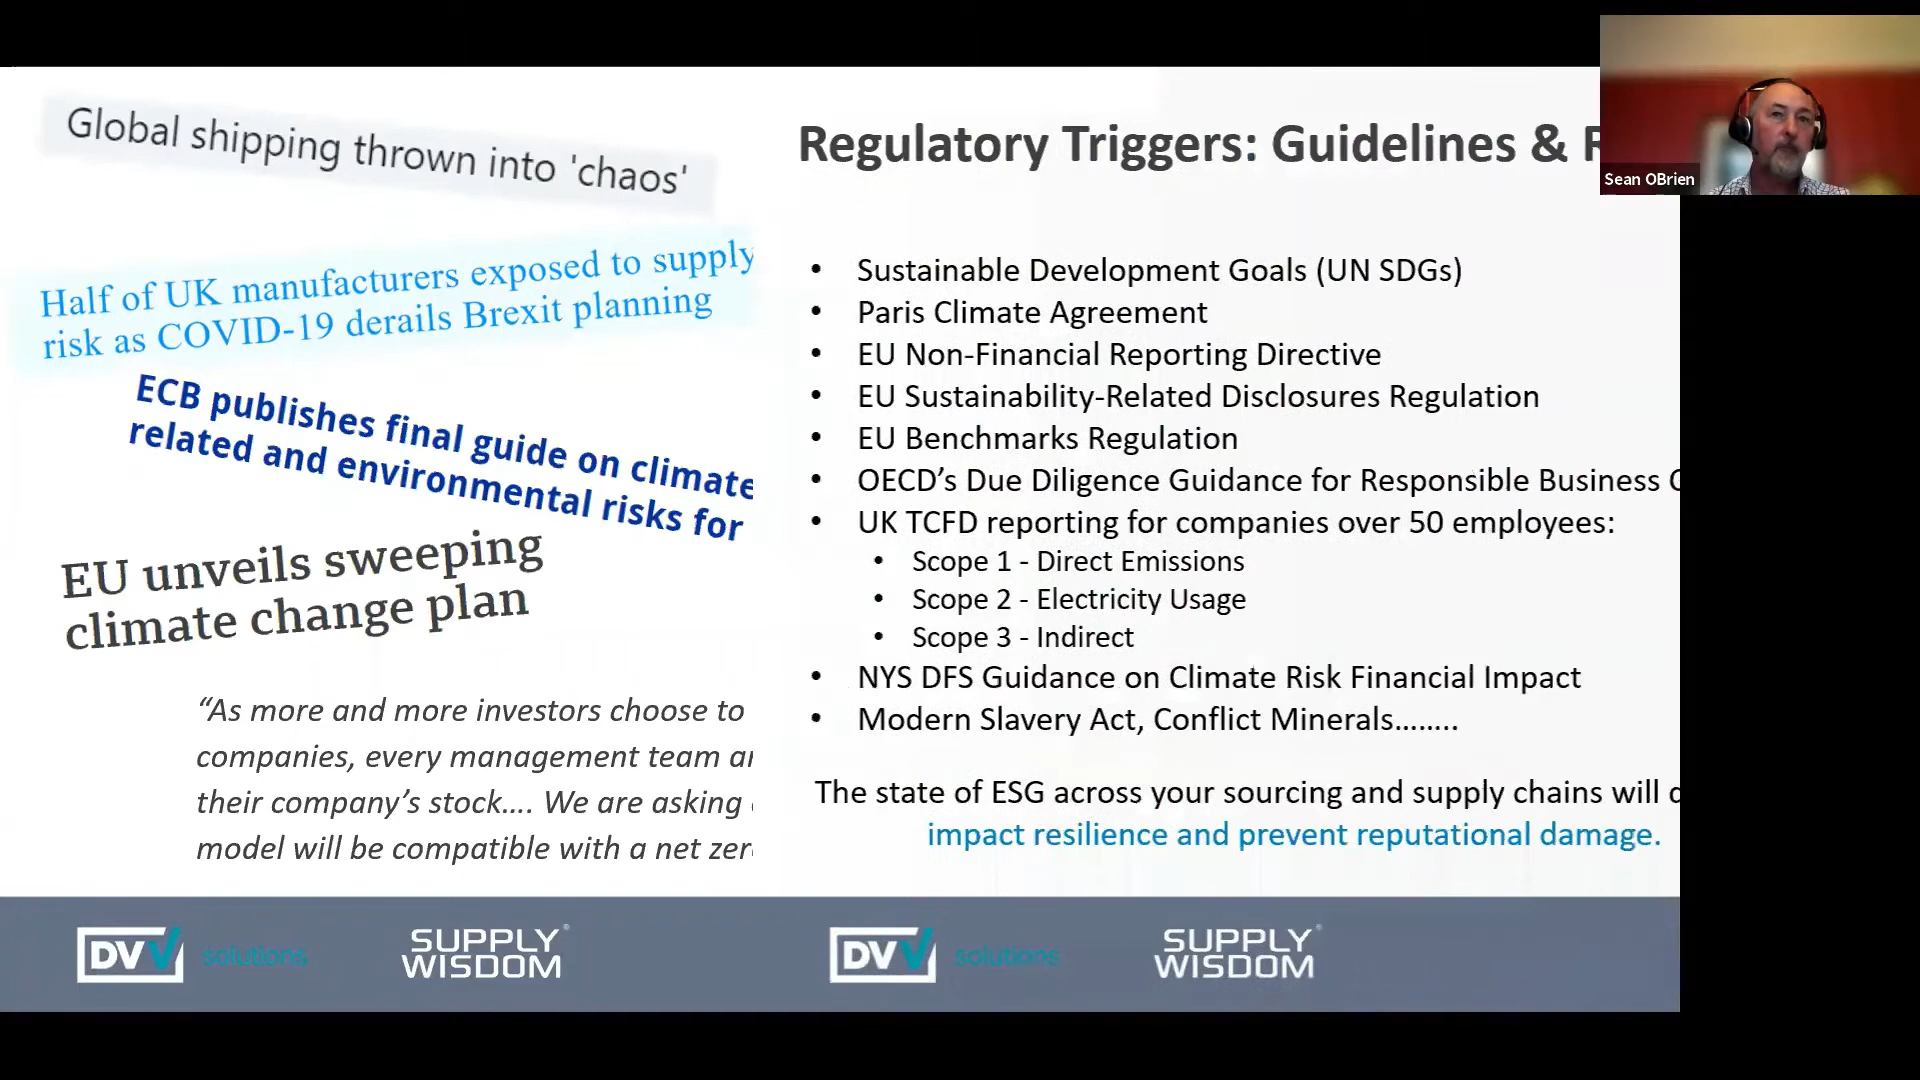 Global shipping thrown into 'chaos'
Half of UK manufacturers exposed to supply
risk as COVID-19 derails Brexit planning
ECB publishes final guide on climate
related and environmental risks for
EU unveils sweeping
climate change plan
“As more and more investors choose to
companies, every management team
their company’s stock.... We are asking
model will be compatible with a net
DVV solutions
SUPPLY
WISDOM
Regulatory Triggers: Guidelines &
• Sustainable Development Goals (UN SDGs)
• Paris Climate Agreement
• EU Non-Financial Reporting Directive
• EU Sustainability-Related Disclosures Regulation
• EU Benchmarks Regulation
• OECD’s Due Diligence Guidance for Responsible Business
• UK TCFD reporting for companies over 50 employees:
• Scope 1 - Direct Emissions
• Scope 2 - Electricity Usage
• Scope 3 - Indirect
• NYS DFS Guidance on Climate Risk Financial Impact
• Modern Slavery Act, Conflict Minerals........
The state of ESG across your sourcing and supply chains will
impact resilience and prevent reputational damage.
DVV solutions
SUPPLY
WISDOM
Sean OBrien